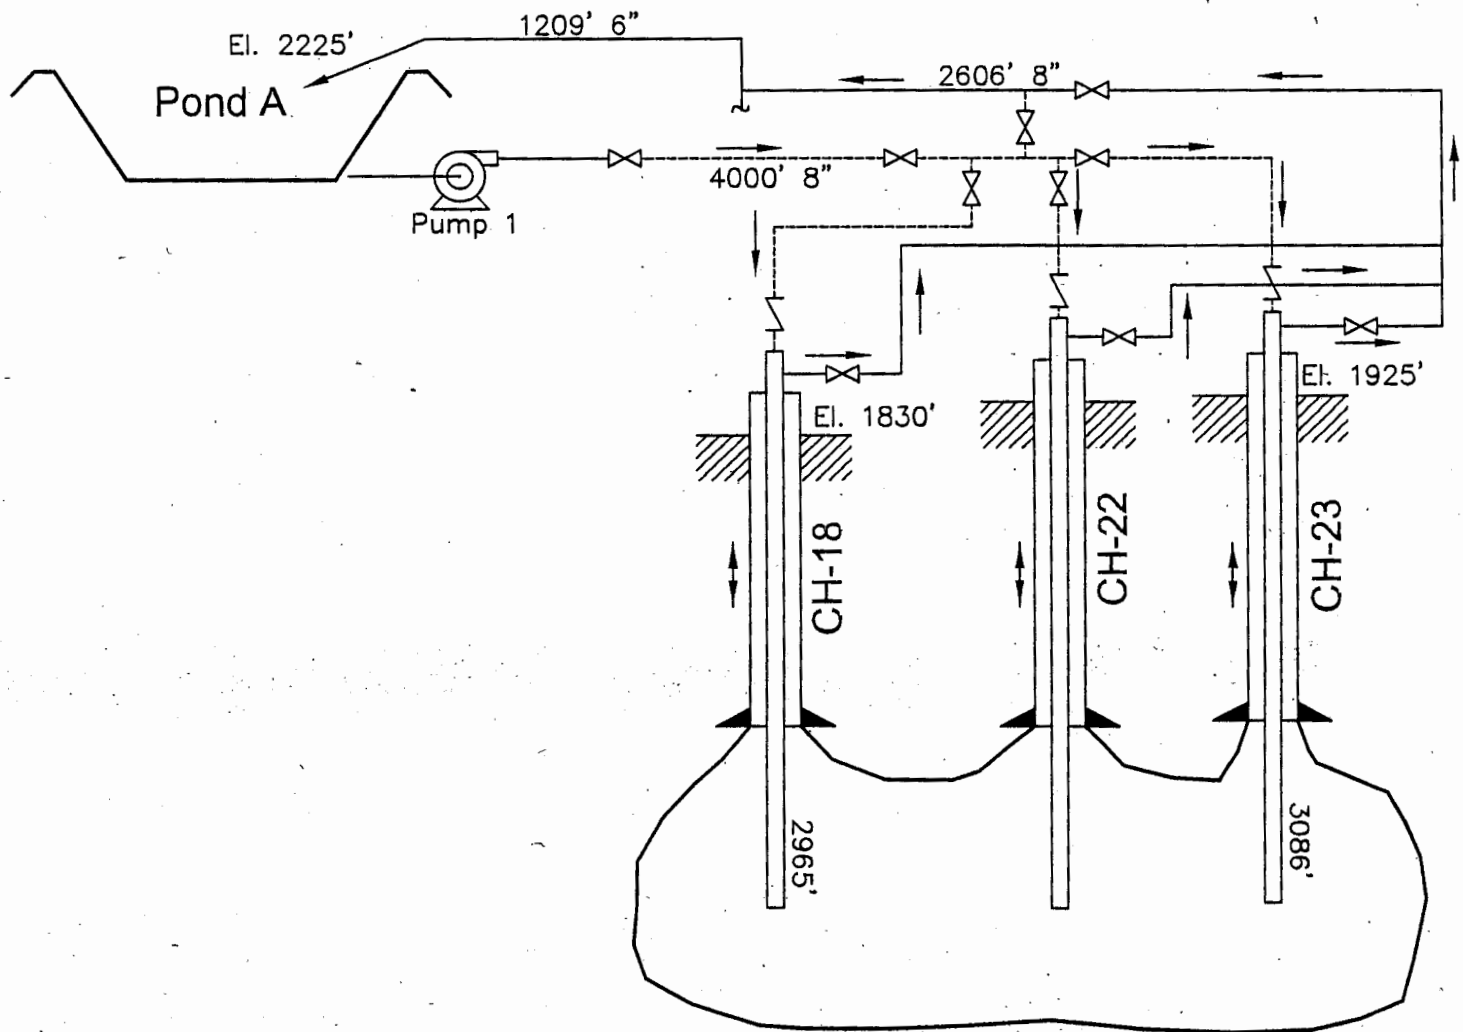 1209' 6"
El. 2225'
2606' 8"
Pond A
4000' 8"
Pump 1
El. 1925'
El. 1830'
CH-18
CH-22
CH-23
2965'
3086'